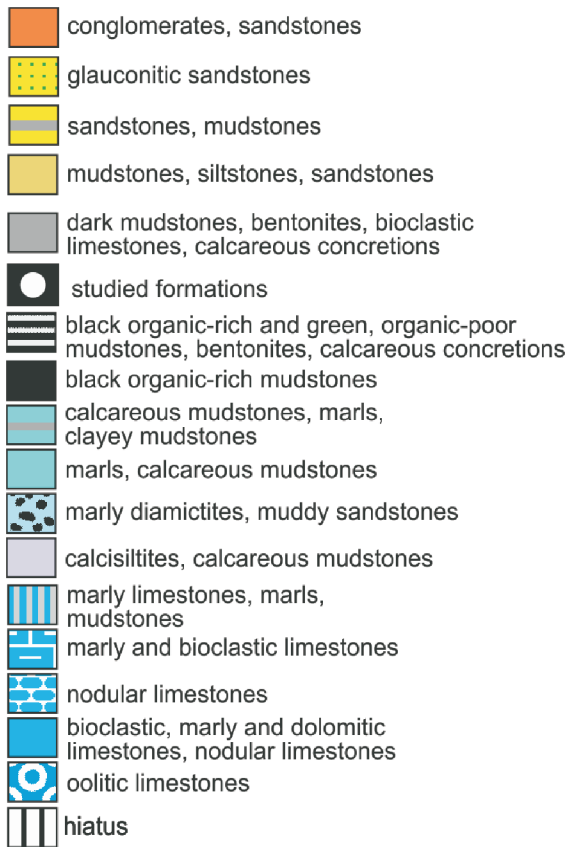 conglomerates, sandstones
glauconitic sandstones
sandstones, mudstones
mudstones, siltstones, sandstones
dark mudstones, bentonites, bioclastic
limestones, calcareous concretions
studied formations
black organic-rich and green, organic-poor
mudstones, bentonites, calcareous concretions
black organic-rich mudstones
calcareous mudstones, marls,
clayey mudstones
marls, calcareous mudstones
marly diamictites, muddy sandstones
calcisiltites, calcareous mudstones
marly limestones, marls,
mudstones
marly and bioclastic limestones
nodular limestones
bioclastic, marly and dolomitic
limestones, nodular limestones
oolitic limestones
hiatus